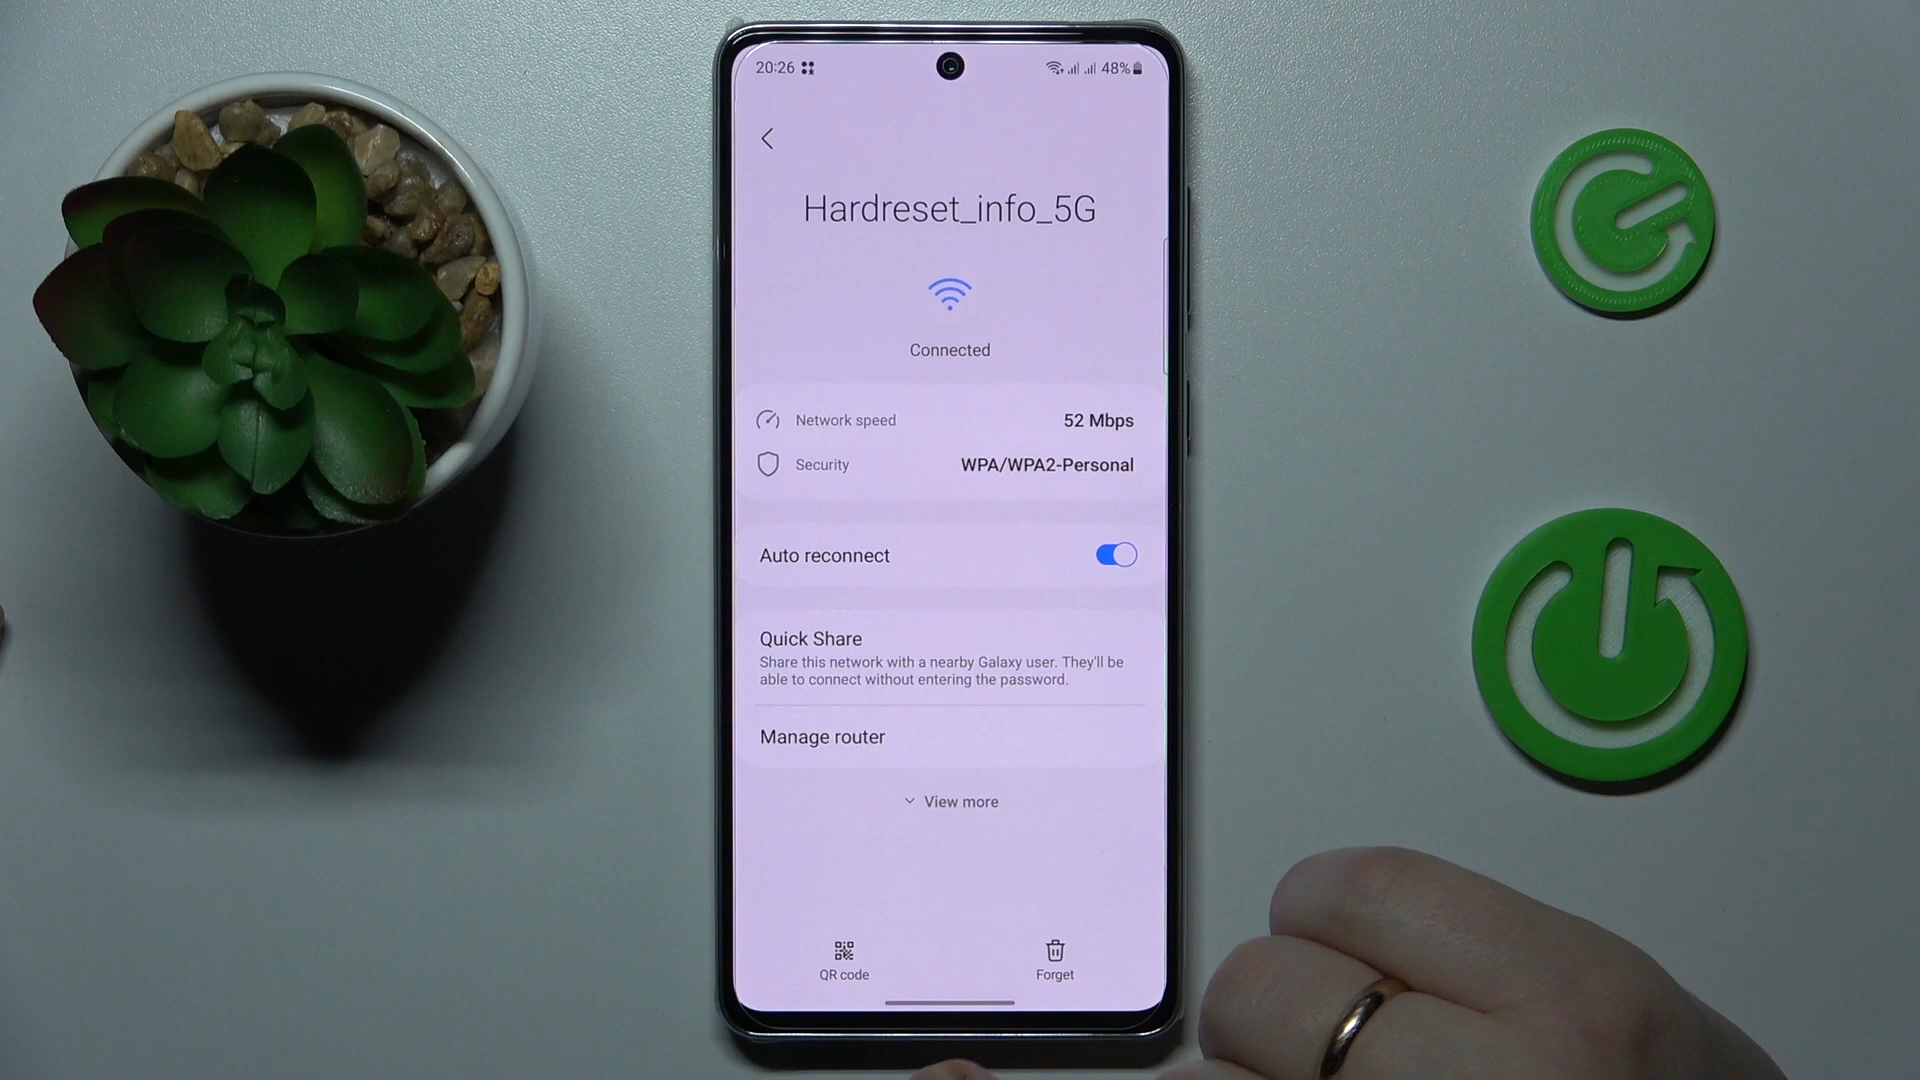 20:26
48%
Hardreset_info_5G
Connected
Network speed 52 Mbps
Security WPA/WPA2-Personal
Auto reconnect
Quick Share
Share this network with a nearby Galaxy user. They'll be
able to connect without entering the password.
Manage router
View more
QR code Forget